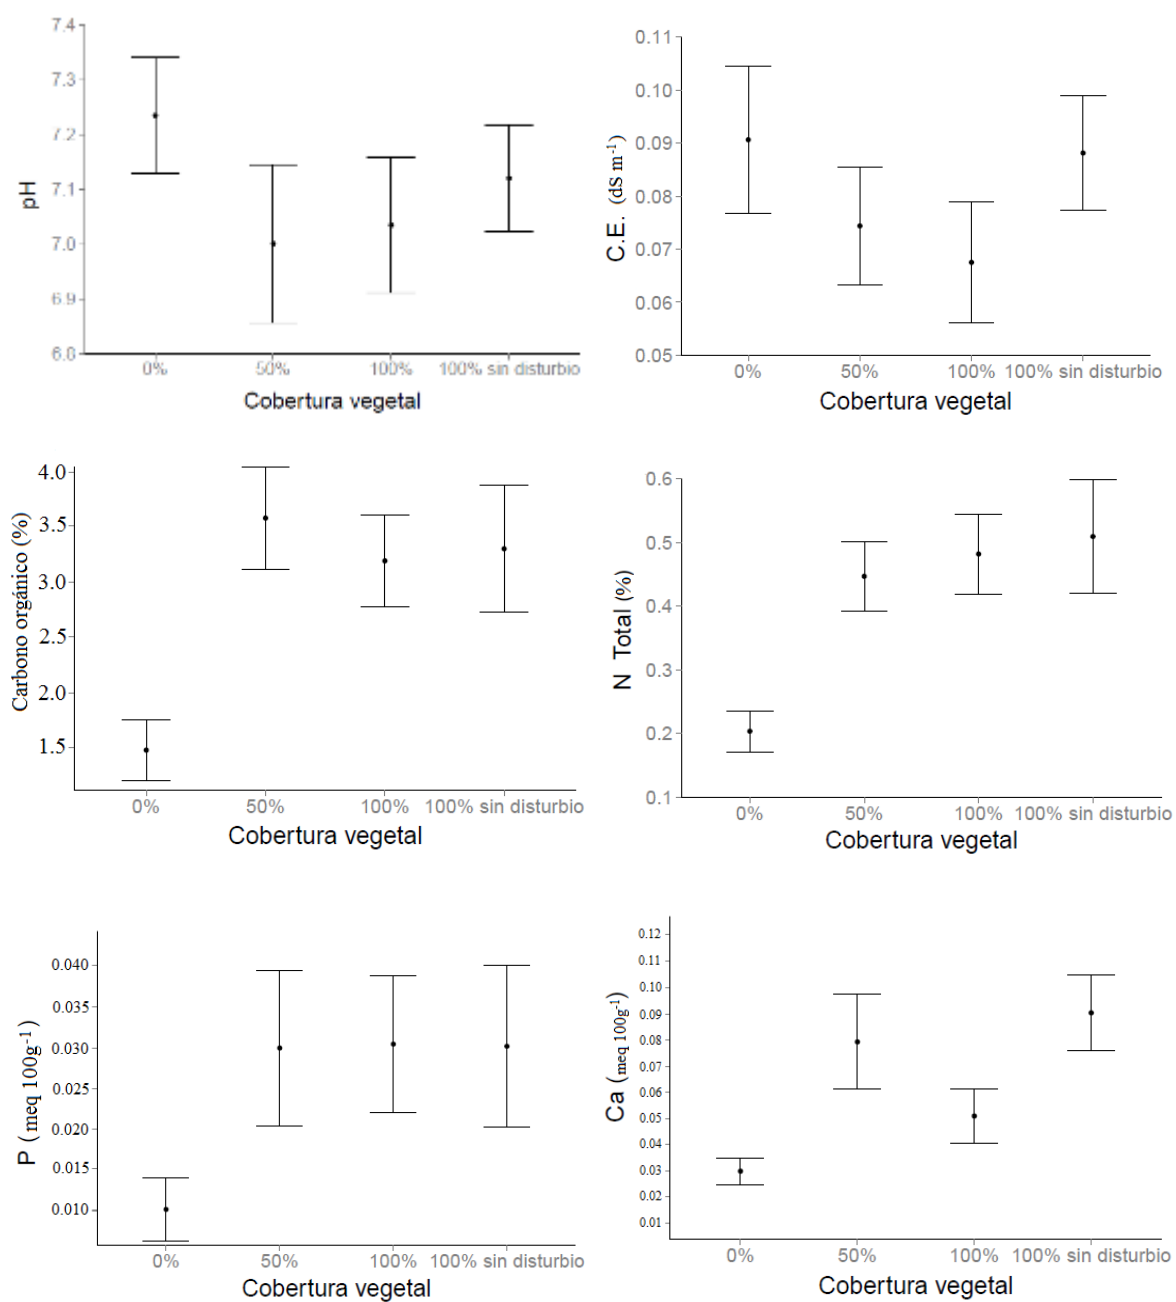 7.4
7.3
7.2
7.1
7.0
6.9
6.8
pH
0% 50% 100% 100% sin disturbio
Cobertura vegetal
0.11
0.10
0.09
0.08
0.07
0.06
0.05
C.E. (dS m⁻¹)
0% 50% 100% 100% sin disturbio
Cobertura vegetal
4.0
3.5
3.0
2.5
2.0
1.5
Carbono orgánico (%)
0% 50% 100% 100% sin disturbio
Cobertura vegetal
0.6
0.5
0.4
0.3
0.2
0.1
N Total (%)
0% 50% 100% 100% sin disturbio
Cobertura vegetal
0.040
0.035
0.030
0.025
0.020
0.015
0.010
P (meq 100g⁻¹)
0% 50% 100% 100% sin disturbio
Cobertura vegetal
0.12
0.11
0.10
0.09
0.08
0.07
0.06
0.05
0.04
0.03
0.02
0.01
Ca (meq 100g⁻¹)
0% 50% 100% 100% sin disturbio
Cobertura vegetal